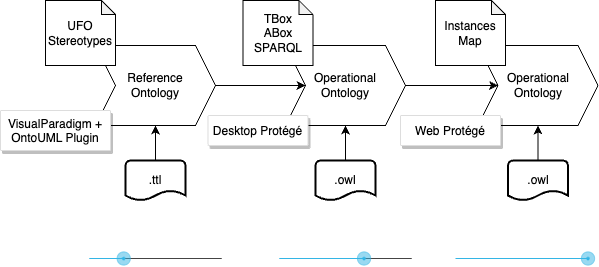 UFO
Stereotypes
Reference
Ontology
VisualParadigm +
OntoUML Plugin
.ttl
TBox
ABox
SPARQL
Operational
Ontology
Desktop Protégé
.owl
Instances
Map
Operational
Ontology
Web Protégé
.owl